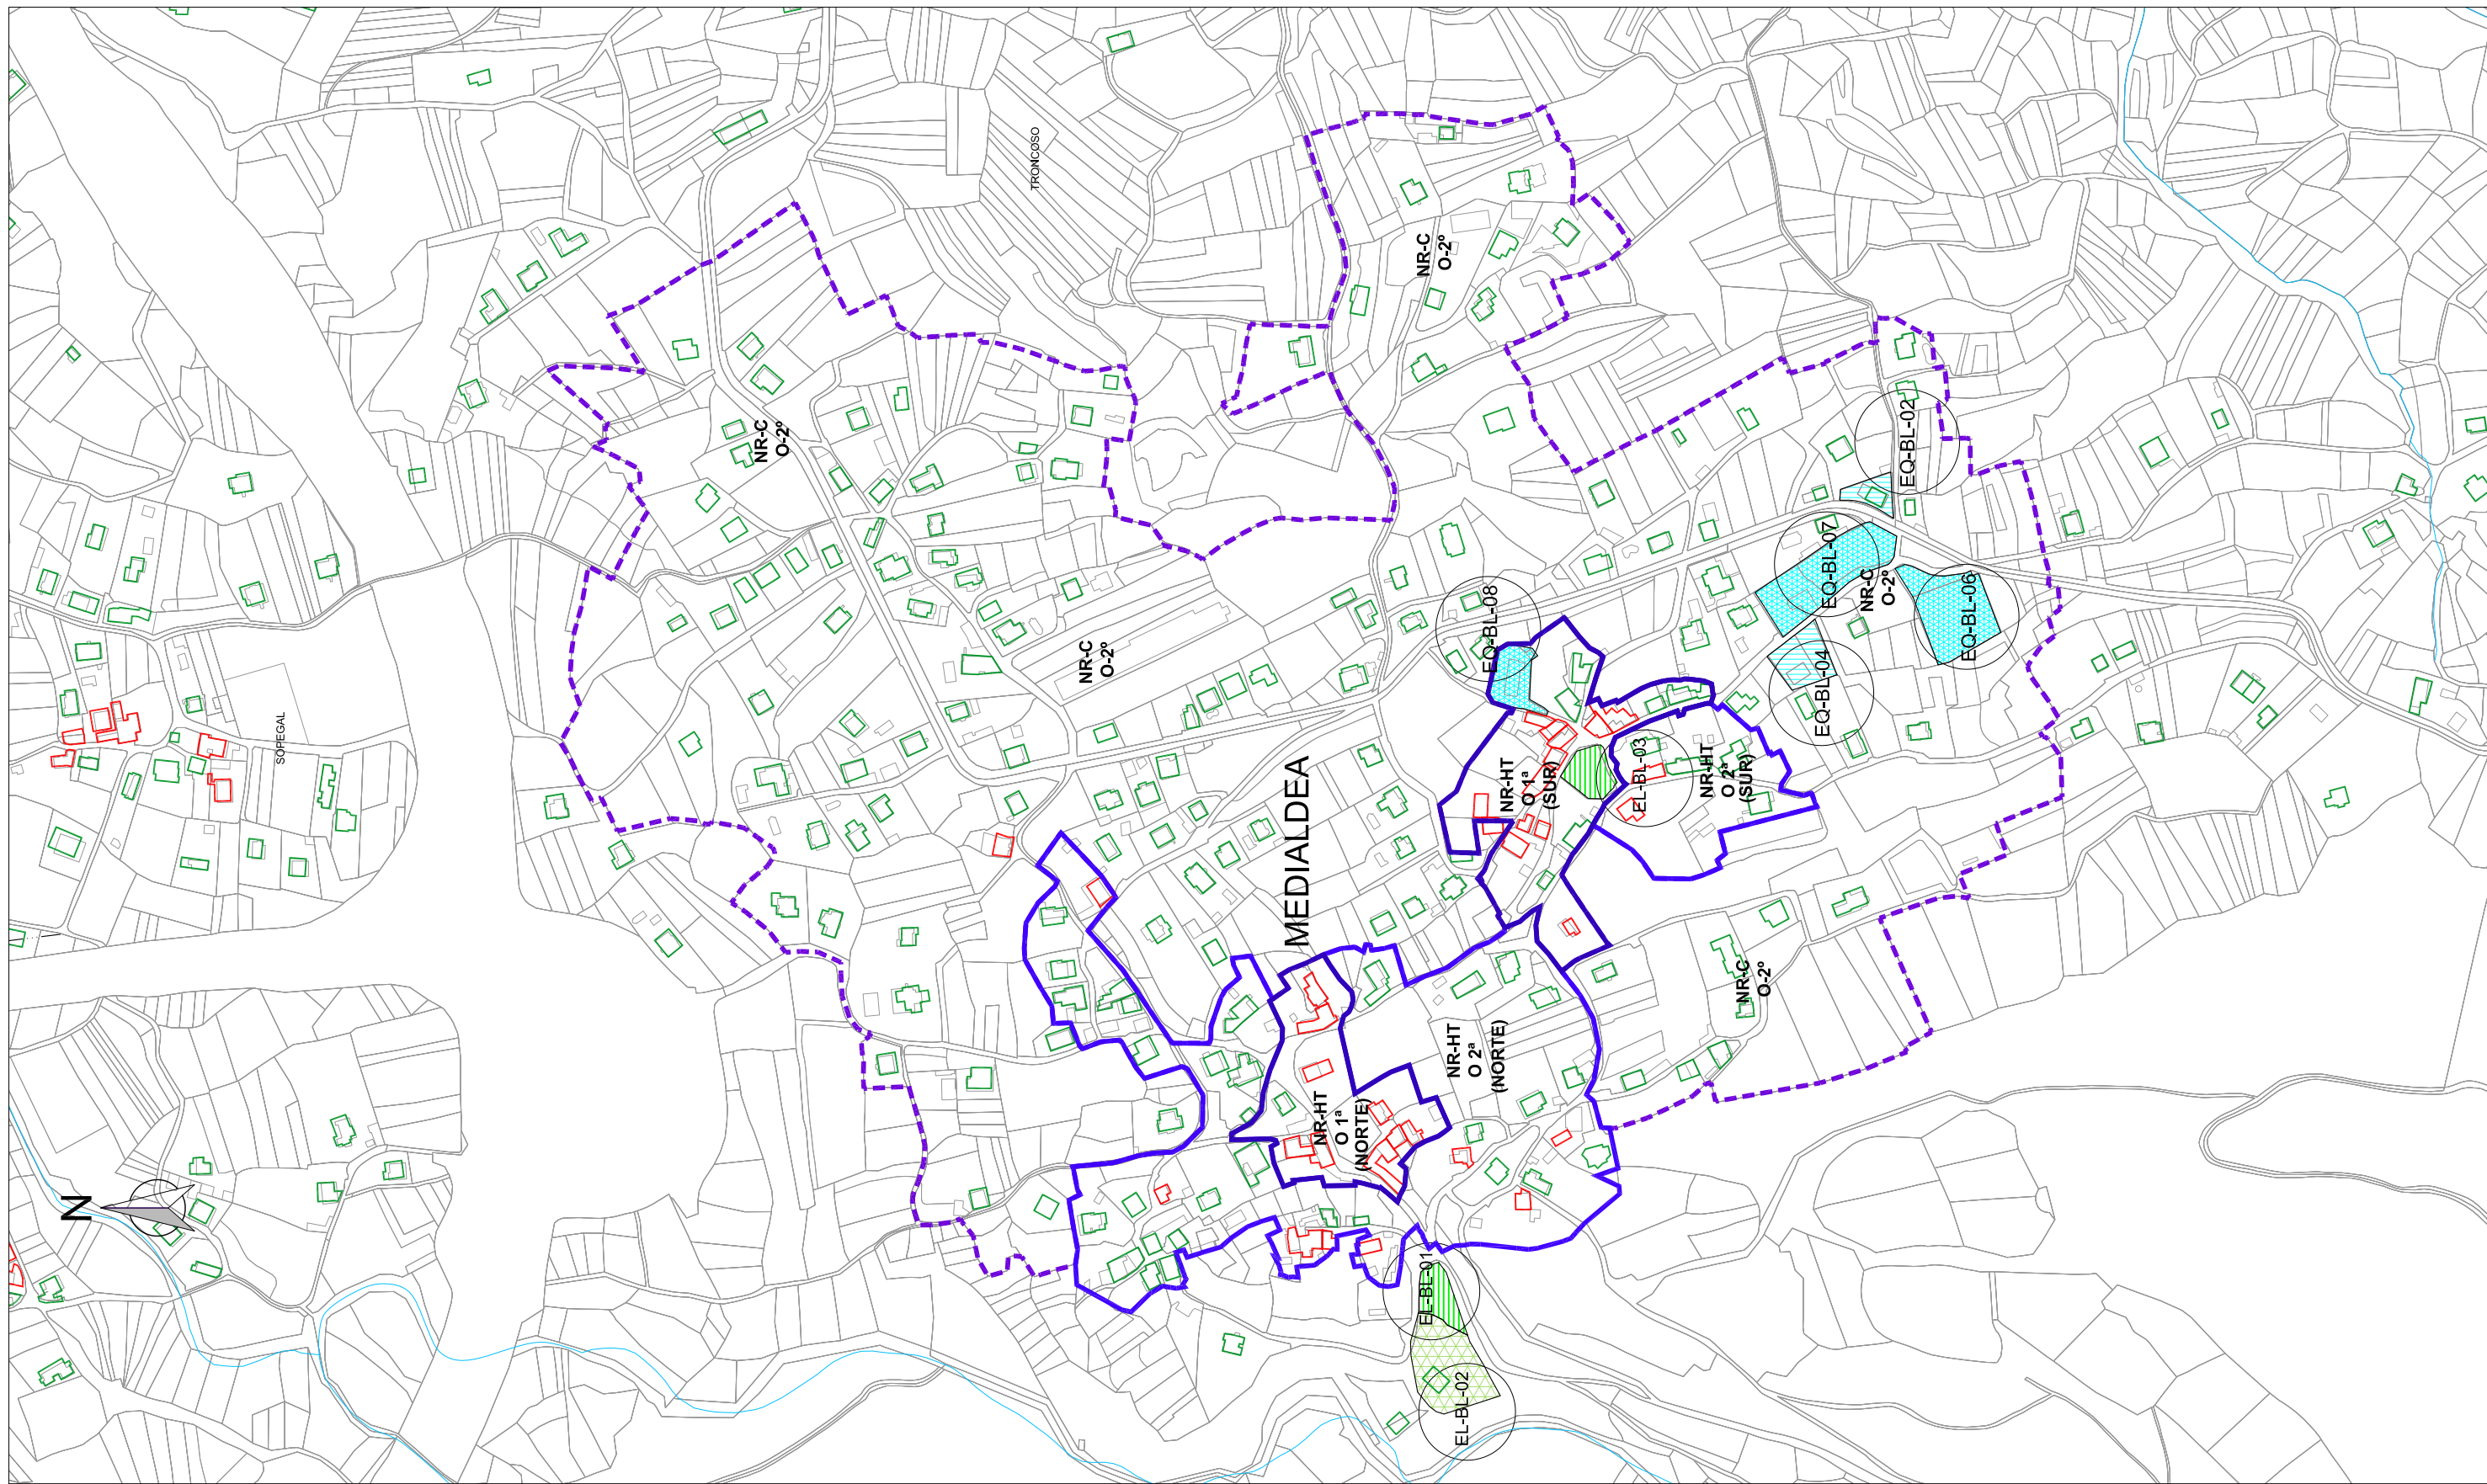 N
SOPEGAL
TRONCOSO
NR-C
O-2º
NR-C
O-2º
NR-C
O-2º
MEDIALDEA
EQ-BL-08
EQ-BL-07
EQ-BL-02
NR-C
O-2º
EQ-BL-06
EQ-BL-04
NR-HT
O 1ª
(SUR)
EL-BL-03
NR-HT
O 2ª
(SUR)
NR-C
O-2º
NR-HT
O 2ª
(NORTE)
NR-HT
O 1ª
(NORTE)
EL-BL-01
EL-BL-02